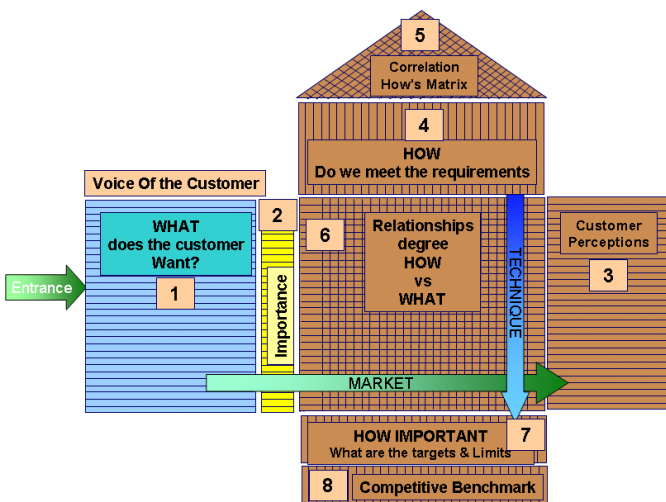 5
Correlation
How's Matrix
4
HOW
Do we meet the requirements
Voice Of the Customer
2
WHAT
does the customer
Want?
1
Entrance
Importance
6
Relationships
degree
HOW
vs
WHAT
TECHNIQUE
Customer
Perceptions
3
MARKET
7
HOW IMPORTANT
What are the targets & Limits
8
Competitive Benchmark